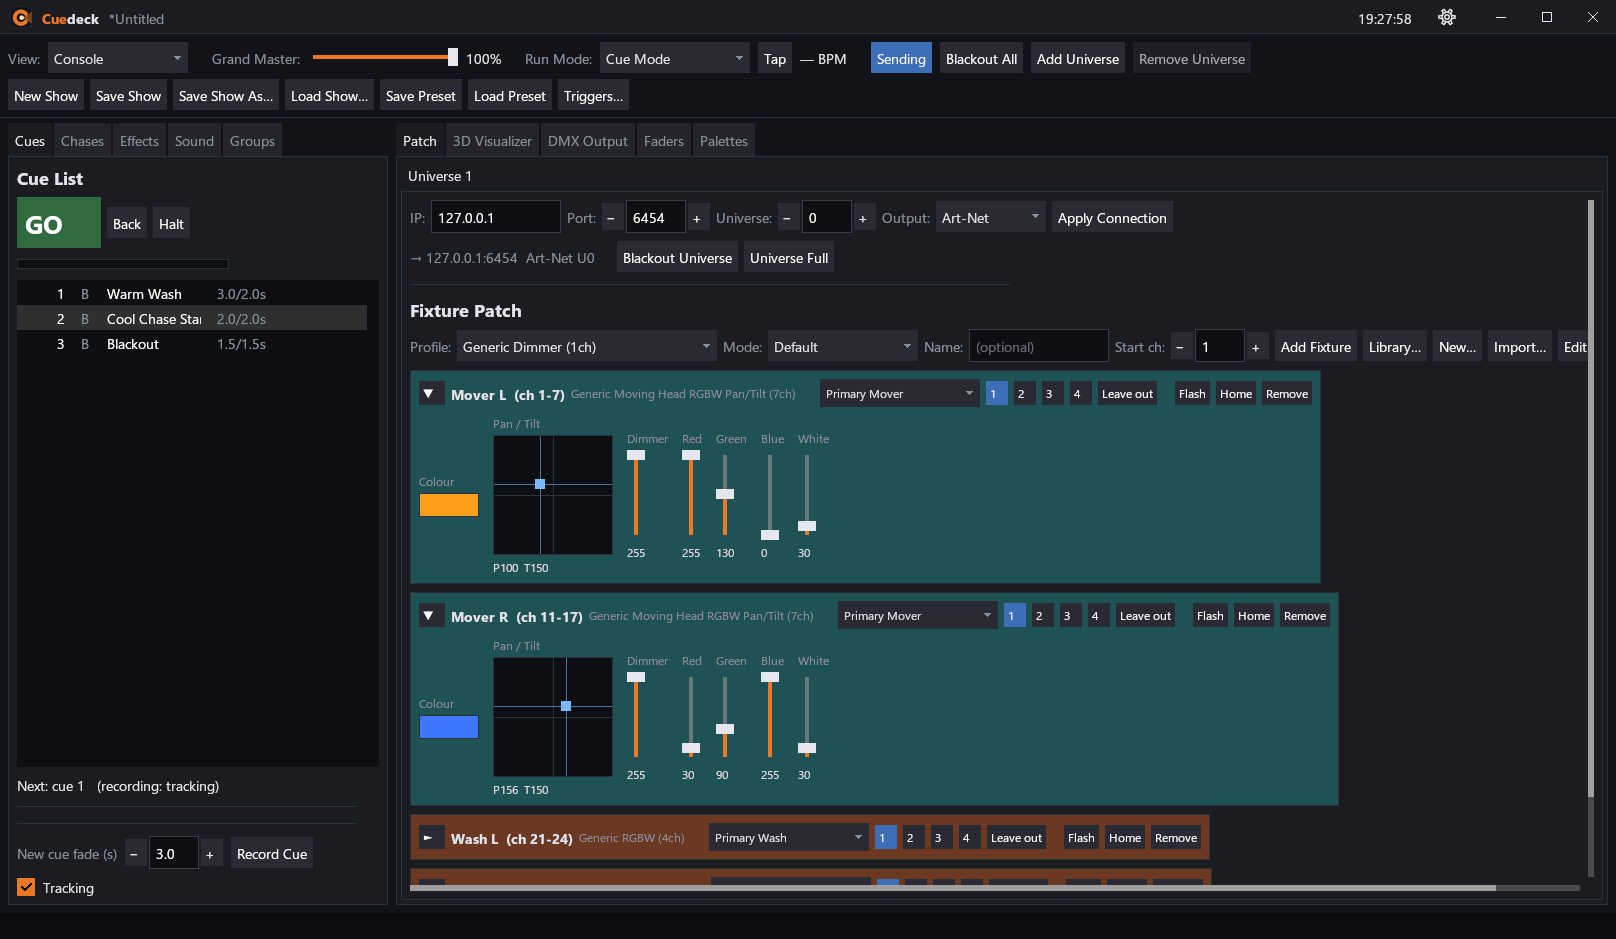 Cuedeck *Untitled 19:27:58
View: Console Grand Master: 100% Run Mode: Cue Mode Tap — BPM Sending Blackout All Add Universe Remove Universe
New Show Save Show Save Show As... Load Show... Save Preset Load Preset Triggers...
Cues Chases Effects Sound Groups
Cue List
GO Back Halt
1 B Warm Wash 3.0/2.0s
2 B Cool Chase Star 2.0/2.0s
3 B Blackout 1.5/1.5s
Next: cue 1 (recording: tracking)
New cue fade (s) − 3.0 + Record Cue
Tracking
Patch 3D Visualizer DMX Output Faders Palettes
Universe 1
IP: 127.0.0.1 Port: − 6454 + Universe: − 0 + Output: Art-Net Apply Connection
→ 127.0.0.1:6454 Art-Net U0 Blackout Universe Universe Full
Fixture Patch
Profile: Generic Dimmer (1ch) Mode: Default Name: (optional) Start ch: − 1 + Add Fixture Library... New... Import... Edit
Mover L (ch 1-7) Generic Moving Head RGBW Pan/Tilt (7ch) Primary Mover 1 2 3 4 Leave out Flash Home Remove
Pan / Tilt
Dimmer Red Green Blue White
Colour
255 255 130 0 30
P100 T150
Mover R (ch 11-17) Generic Moving Head RGBW Pan/Tilt (7ch) Primary Mover 1 2 3 4 Leave out Flash Home Remove
Pan / Tilt
Dimmer Red Green Blue White
Colour
255 30 90 255 30
P156 T150
Wash L (ch 21-24) Generic RGBW (4ch) Primary Wash 1 2 3 4 Leave out Flash Home Remove